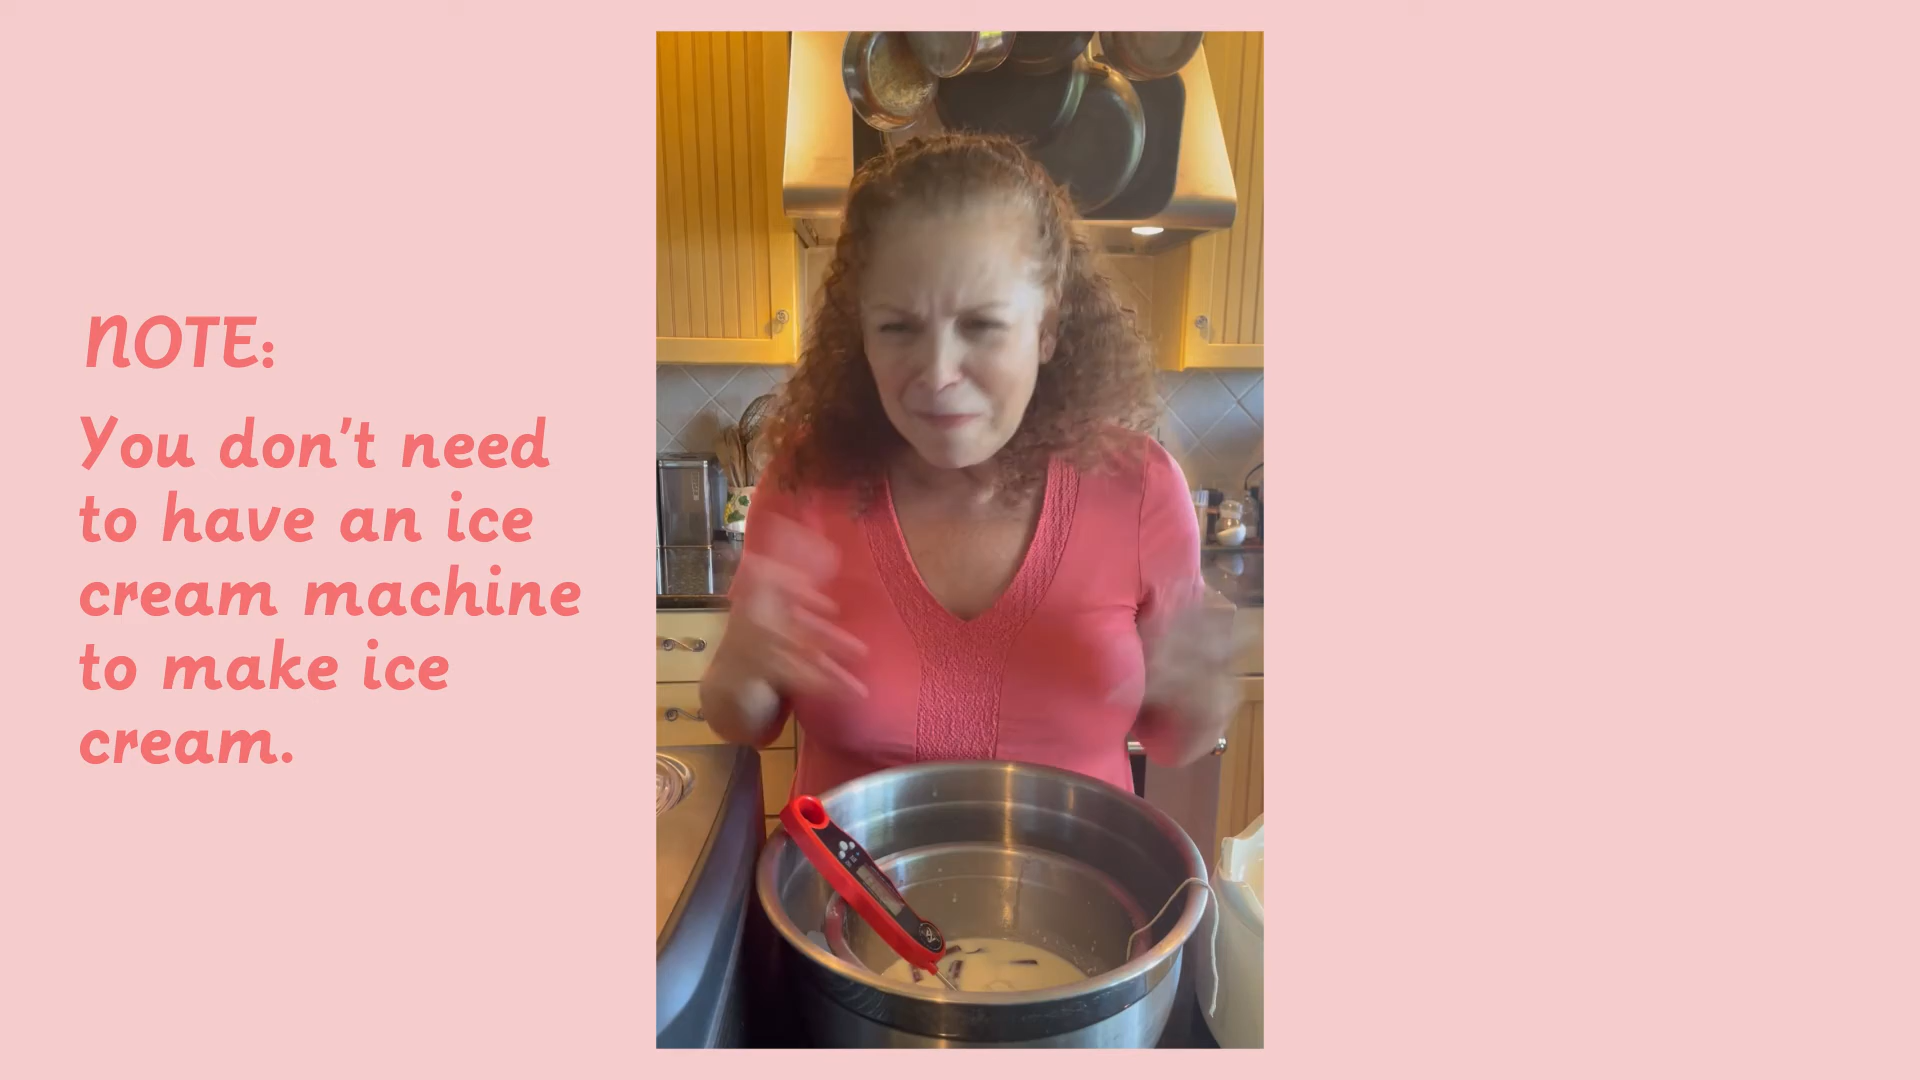 NOTE:
You don't need
to have an ice
cream machine
to make ice
cream.